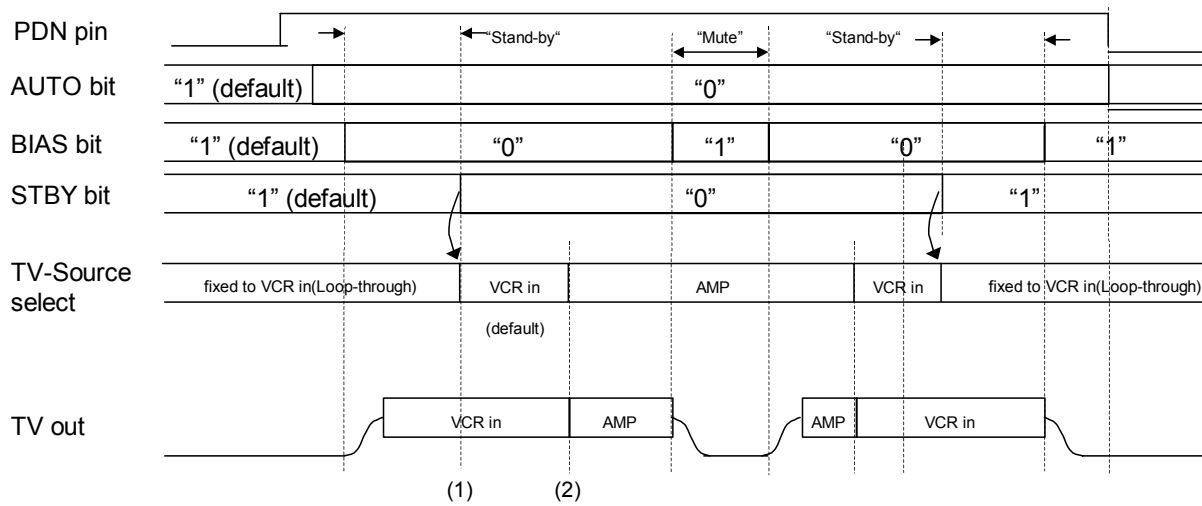 PDN pin
“Stand-by“
“Mute”
“Stand-by“
AUTO bit
“1” (default)
“0”
BIAS bit
“1” (default)
“0”
“1”
“0”
“1”
STBY bit
“1” (default)
“0”
“1”
TV-Source
select
fixed to VCR in(Loop-through)
VCR in
AMP
VCR in
fixed to VCR in(Loop-through)
(default)
TV out
VCR in
AMP
AMP
VCR in
(1)
(2)